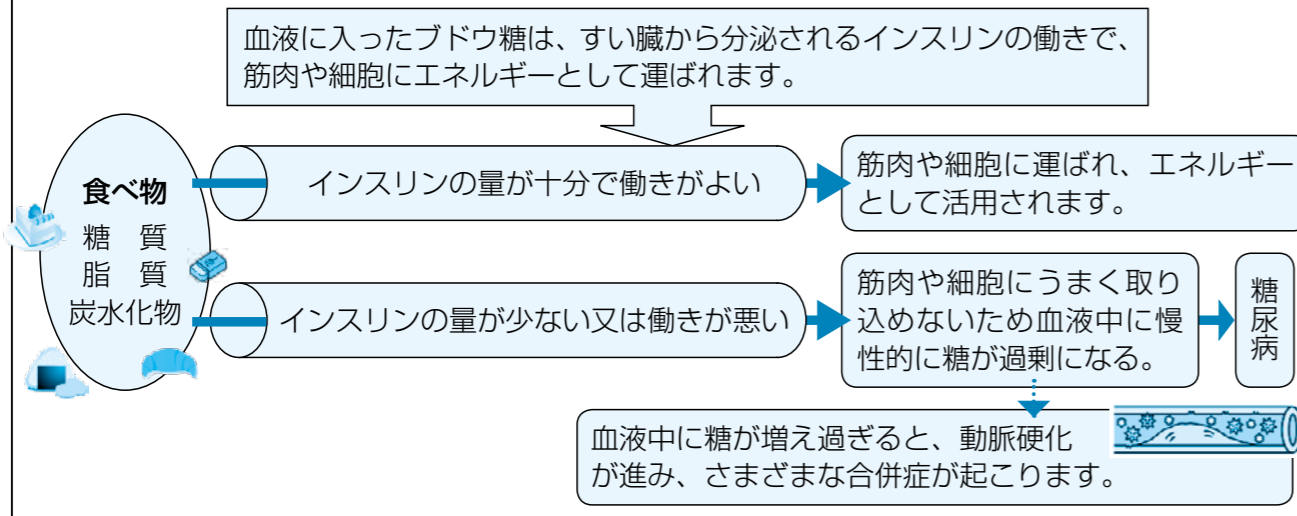 血液に入ったブドウ糖は、すい臓から分泌されるインスリンの働きで、
筋肉や細胞にエネルギーとして運ばれます。
食べ物
糖　質
脂　質
炭水化物
インスリンの量が十分で働きがよい
筋肉や細胞に運ばれ、エネルギー
として活用されます。
インスリンの量が少ない又は働きが悪い
筋肉や細胞にうまく取り
込めないため血液中に慢
性的に糖が過剰になる。
糖尿病
血液中に糖が増え過ぎると、動脈硬化
が進み、さまざまな合併症が起こります。